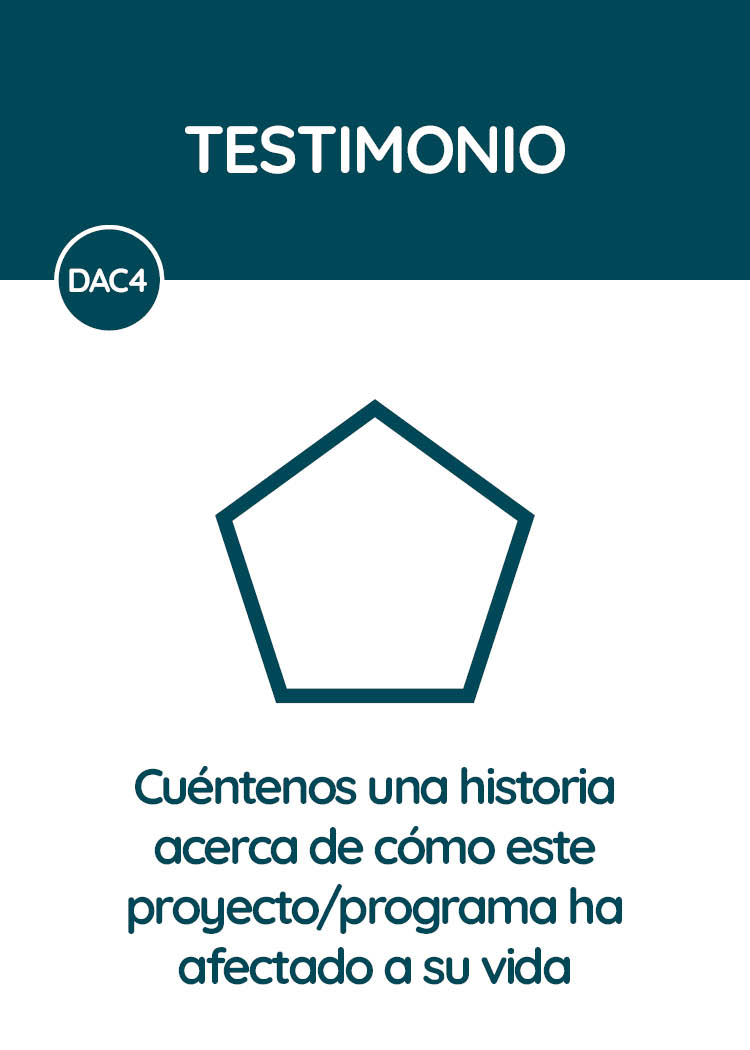 TESTIMONIO
DAC4
Cuéntenos una historia
acerca de cómo este
proyecto/programa ha
afectado a su vida